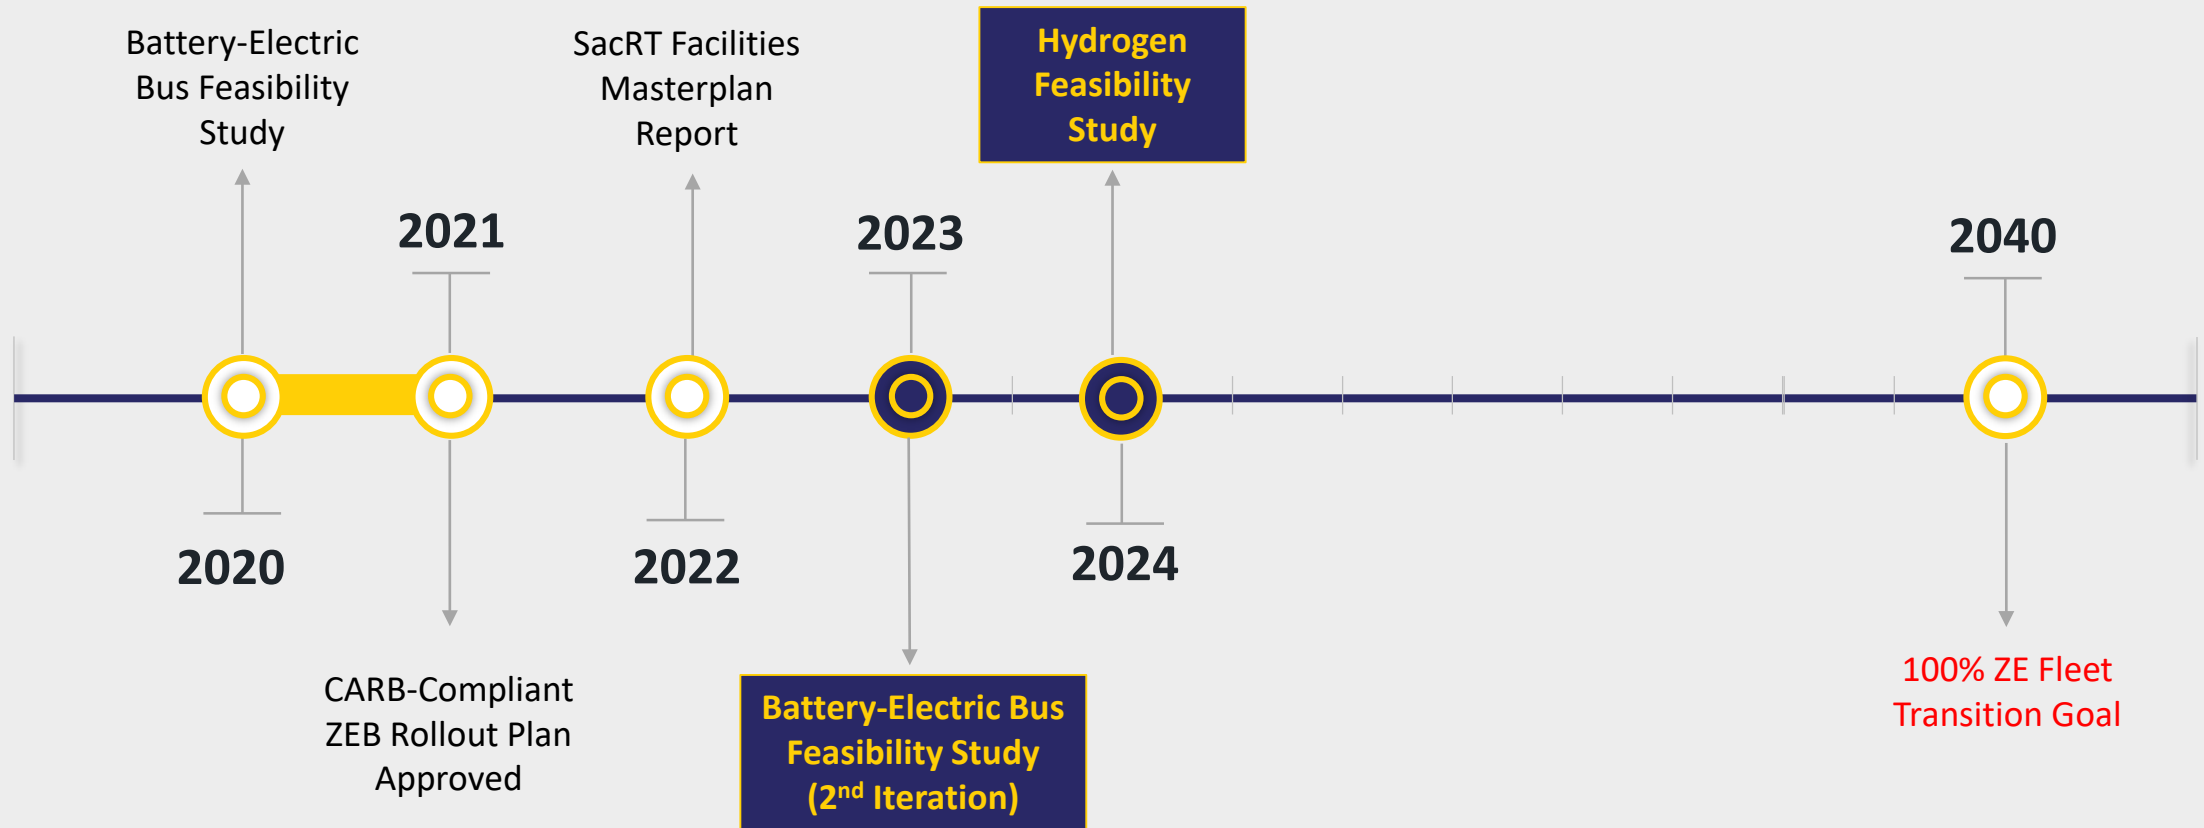 Battery-Electric
Bus Feasibility
Study
2020
2021
CARB-Compliant
ZEB Rollout Plan
Approved
SacRT Facilities
Masterplan
Report
2022
2023
Battery-Electric Bus
Feasibility Study
(2nd Iteration)
Hydrogen
Feasibility
Study
2024
2040
100% ZE Fleet
Transition Goal